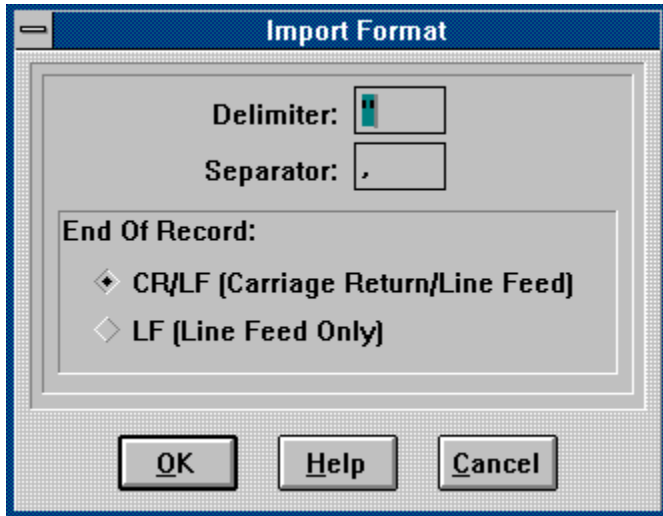 Import Format
Delimiter: "
Separator: ,
End Of Record:
CR/LF (Carriage Return/Line Feed)
LF (Line Feed Only)
OK Help Cancel